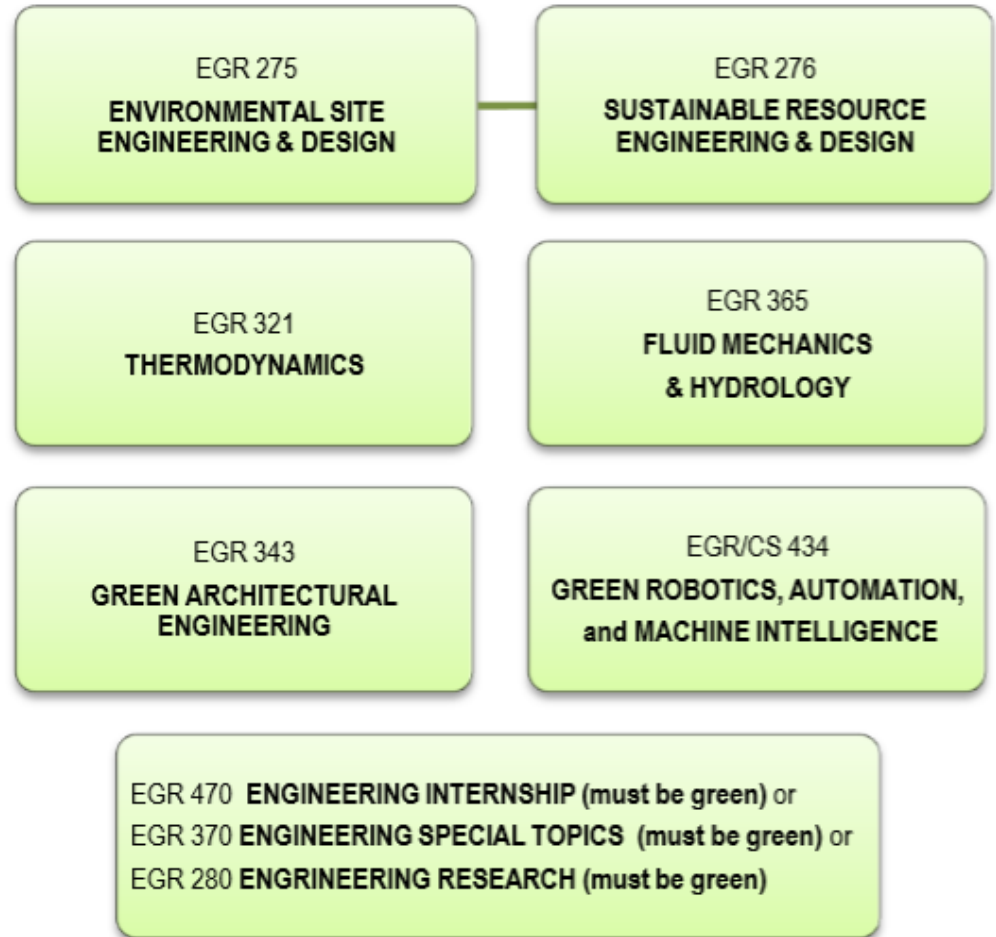 EGR 275
ENVIRONMENTAL SITE
ENGINEERING & DESIGN
EGR 276
SUSTAINABLE RESOURCE
ENGINEERING & DESIGN
EGR 321
THERMODYNAMICS
EGR 365
FLUID MECHANICS
& HYDROLOGY
EGR 343
GREEN ARCHITECTURAL
ENGINEERING
EGR/CS 434
GREEN ROBOTICS, AUTOMATION,
and MACHINE INTELLIGENCE
EGR 470 ENGINEERING INTERNSHIP (must be green) or
EGR 370 ENGINEERING SPECIAL TOPICS (must be green) or
EGR 280 ENGRINEERING RESEARCH (must be green)